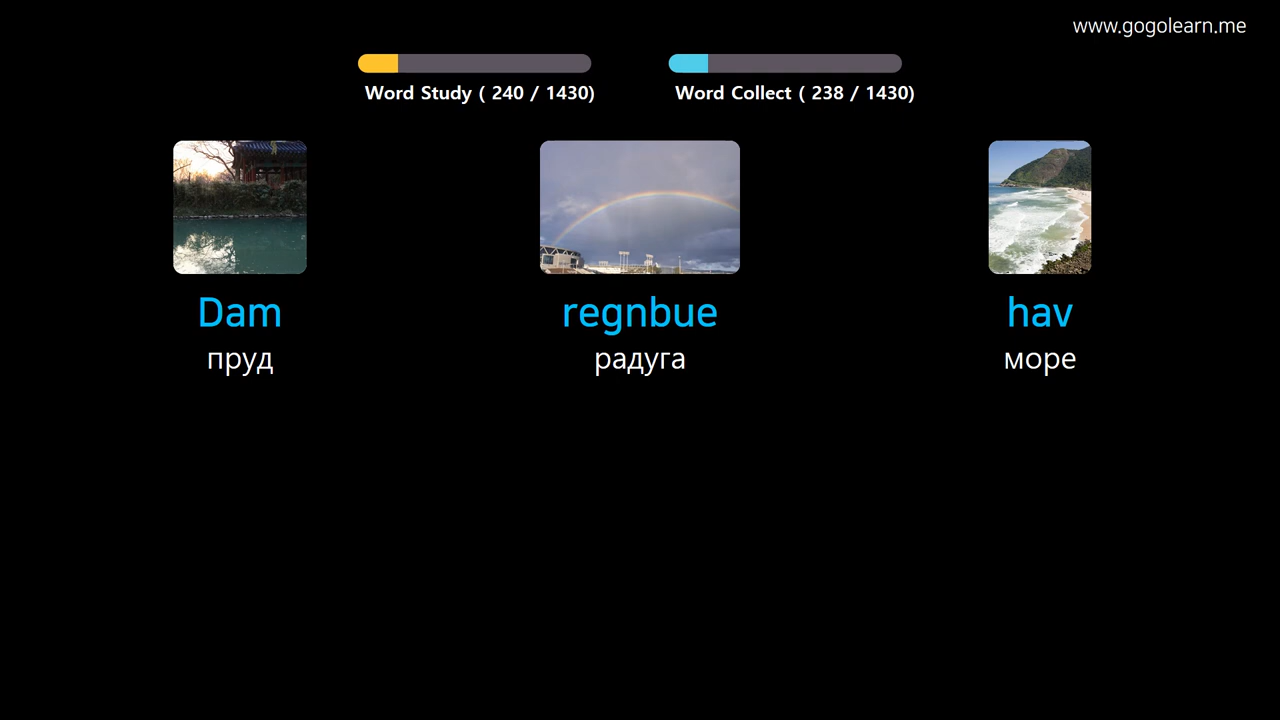 www.gogolearn.me
Word Study ( 240 / 1430)
Word Collect ( 238 / 1430)
Dam
regnbue
hav
пруд
радуга
море